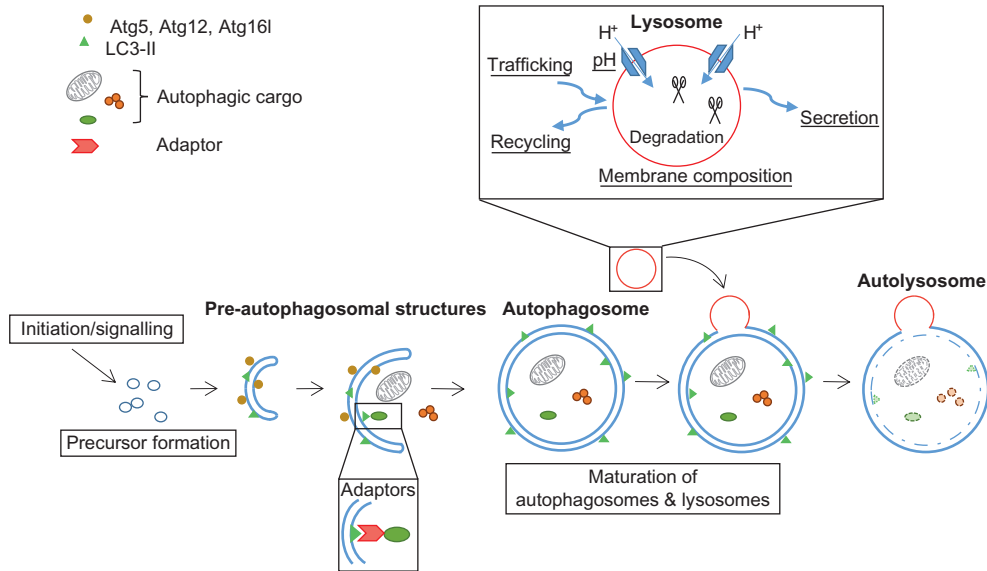 Atg5, Atg12, Atg16l
LC3-II
Autophagic cargo
Adaptor
Lysosome
H+
H+
pH
Trafficking
Recycling
Degradation
Secretion
Membrane composition
Initiation/signalling
Precursor formation
Pre-autophagosomal structures
Adaptors
Autophagosome
Autolysosome
Maturation of
autophagosomes & lysosomes